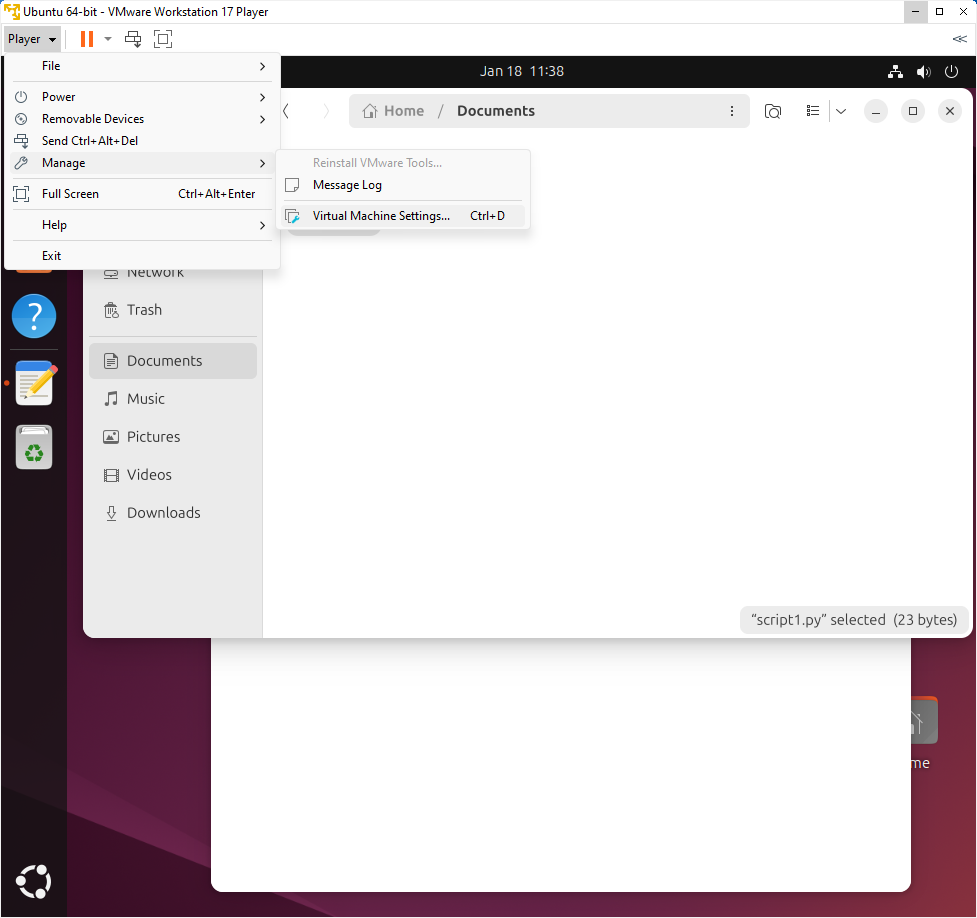 Ubuntu 64-bit - VMware Workstation 17 Player
Player
File
Power
Removable Devices
Send Ctrl+Alt+Del
Manage
Full Screen Ctrl+Alt+Enter
Help
Exit
Reinstall VMware Tools...
Message Log
Virtual Machine Settings... Ctrl+D
Jan 18 11:38
Home / Documents
Network
Trash
Documents
Music
Pictures
Videos
Downloads
“script1.py” selected (23 bytes)
me